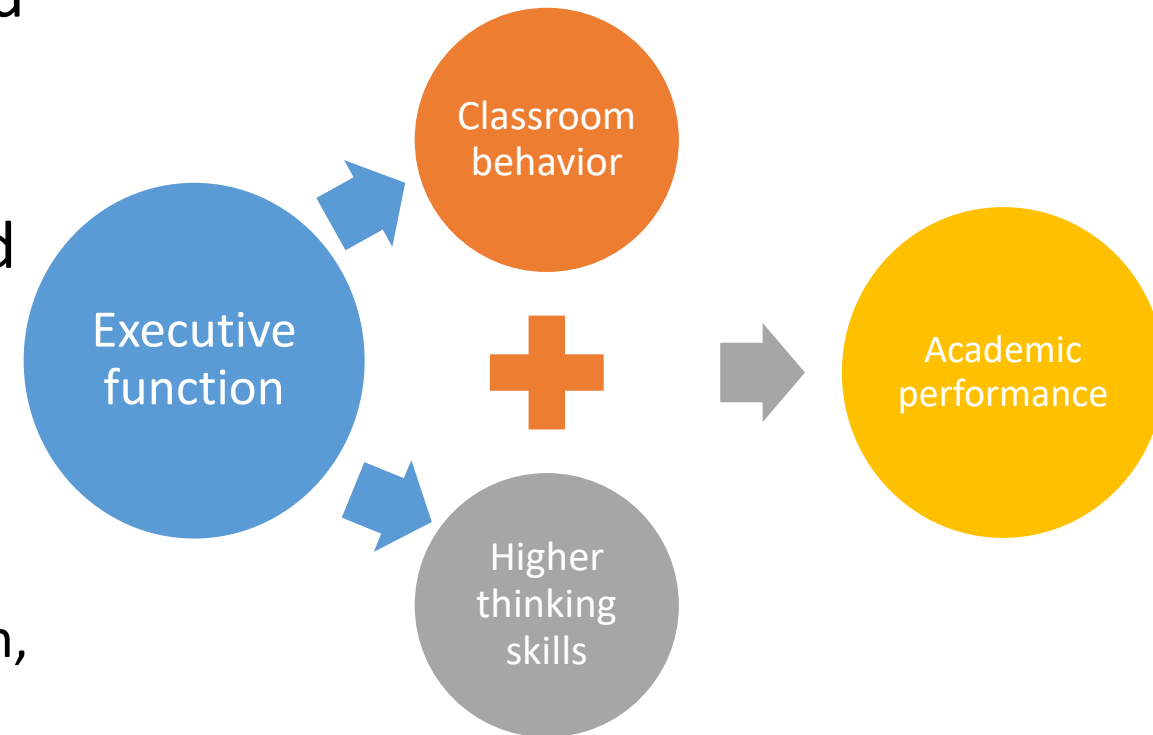 Classroom
behavior
Executive
function
Higher
thinking
skills
Academic
performance